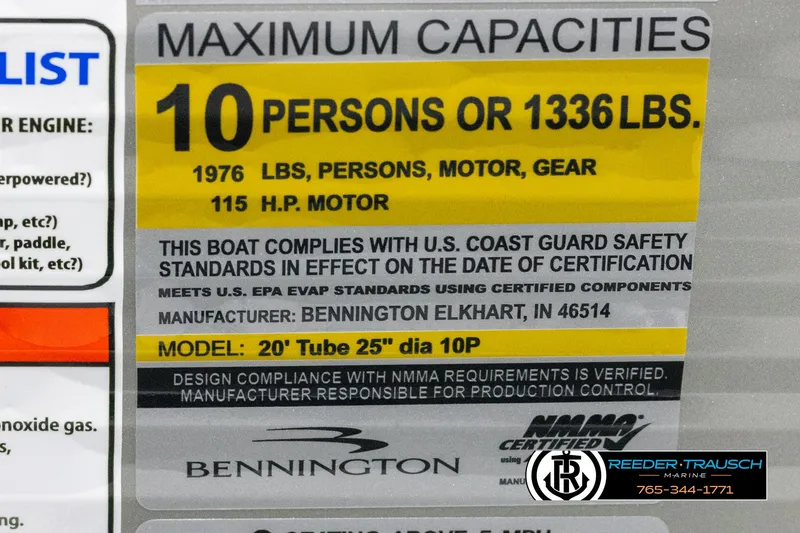 LIST
R ENGINE:
erpowered?)
np, etc?)
r, paddle,
ol kit, etc?)
noxide gas.
s,
ng.
MAXIMUM CAPACITIES
10 PERSONS OR 1336 LBS.
1976 LBS, PERSONS, MOTOR, GEAR
115 H.P. MOTOR
THIS BOAT COMPLIES WITH U.S. COAST GUARD SAFETY
STANDARDS IN EFFECT ON THE DATE OF CERTIFICATION
MEETS U.S. EPA EVAP STANDARDS USING CERTIFIED COMPONENTS
MANUFACTURER: BENNINGTON ELKHART, IN 46514
MODEL: 20' Tube 25" dia 10P
DESIGN COMPLIANCE WITH NMMA REQUIREMENTS IS VERIFIED.
MANUFACTURER RESPONSIBLE FOR PRODUCTION CONTROL.
BENNINGTON
NMMA
CERTIFIED
using
MANU
REEDER·TRAUSCH
MARINE
765-344-1771